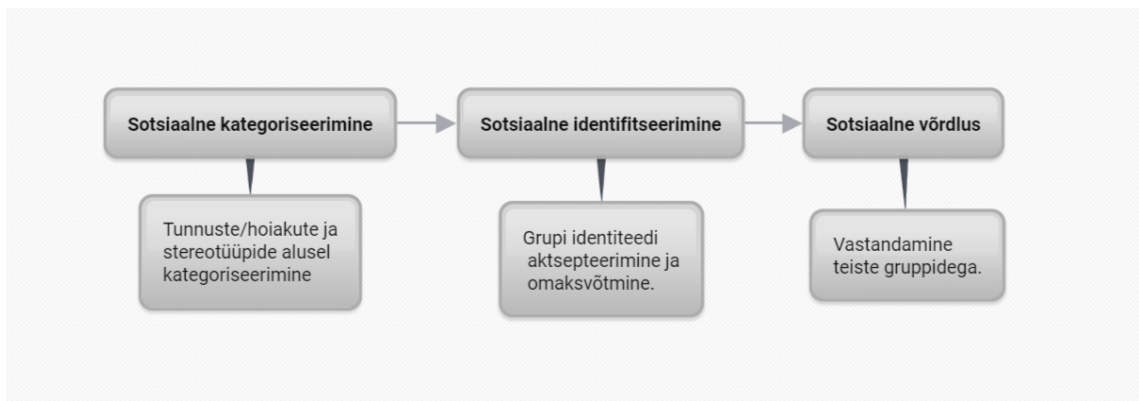 Sotsiaalne kategoriseerimine
Sotsiaalne identifitseerimine
Sotsiaalne võrdlus
Tunnuste/hoiakute ja
stereotüüpide alusel
kategoriseerimine
Grupi identiteedi
aktsepteerimine ja
omaksvõtmine.
Vastandamine
teiste gruppidega.